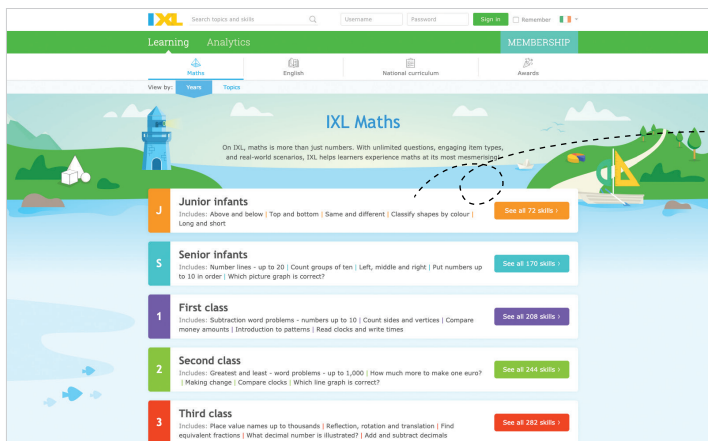 IXL
Search topics and skills
Username
Password
Sign in
Remember
Learning
Analytics
MEMBERSHIP
Maths
English
National curriculum
Awards
View by:
Years
Topics
IXL Maths
On IXL, maths is more than just numbers. With unlimited questions, engaging item types,
and real-world scenarios, IXL helps learners experience maths at its most mesmerising!
J
Junior infants
Includes: Above and below | Top and bottom | Same and different | Classify shapes by colour |
Long and short
See all 72 skills >
S
Senior infants
Includes: Number lines - up to 20 | Count groups of ten | Left, middle and right | Put numbers up
to 10 in order | Which picture graph is correct?
See all 170 skills >
1
First class
Includes: Subtraction word problems - numbers up to 10 | Count sides and vertices | Compare
money amounts | Introduction to patterns | Read clocks and write times
See all 208 skills >
2
Second class
Includes: Greatest and least - word problems - up to 1,000 | How much more to make one euro?
| Making change | Compare clocks | Which line graph is correct?
See all 244 skills >
3
Third class
Includes: Place value names up to thousands | Reflection, rotation and translation | Find
equivalent fractions | What decimal number is illustrated? | Add and subtract decimals
See all 282 skills >